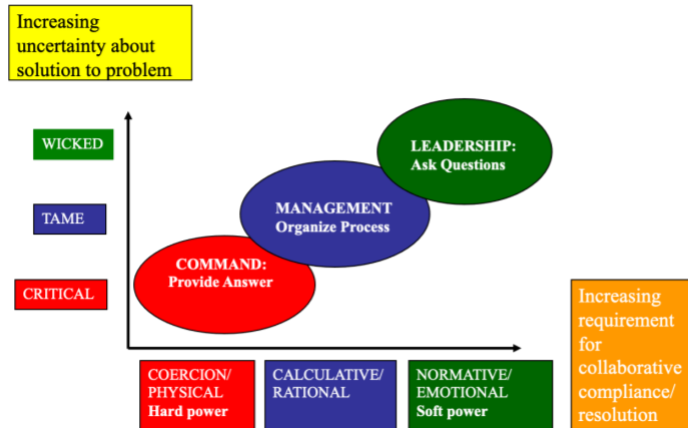 Increasing
uncertainty about
solution to problem
WICKED
LEADERSHIP:
Ask Questions
TAME
MANAGEMENT
Organize Process
CRITICAL
COMMAND:
Provide Answer
COERCION/
PHYSICAL
Hard power
CALCULATIVE/
RATIONAL
NORMATIVE/
EMOTIONAL
Soft power
Increasing
requirement
for
collaborative
compliance/
resolution